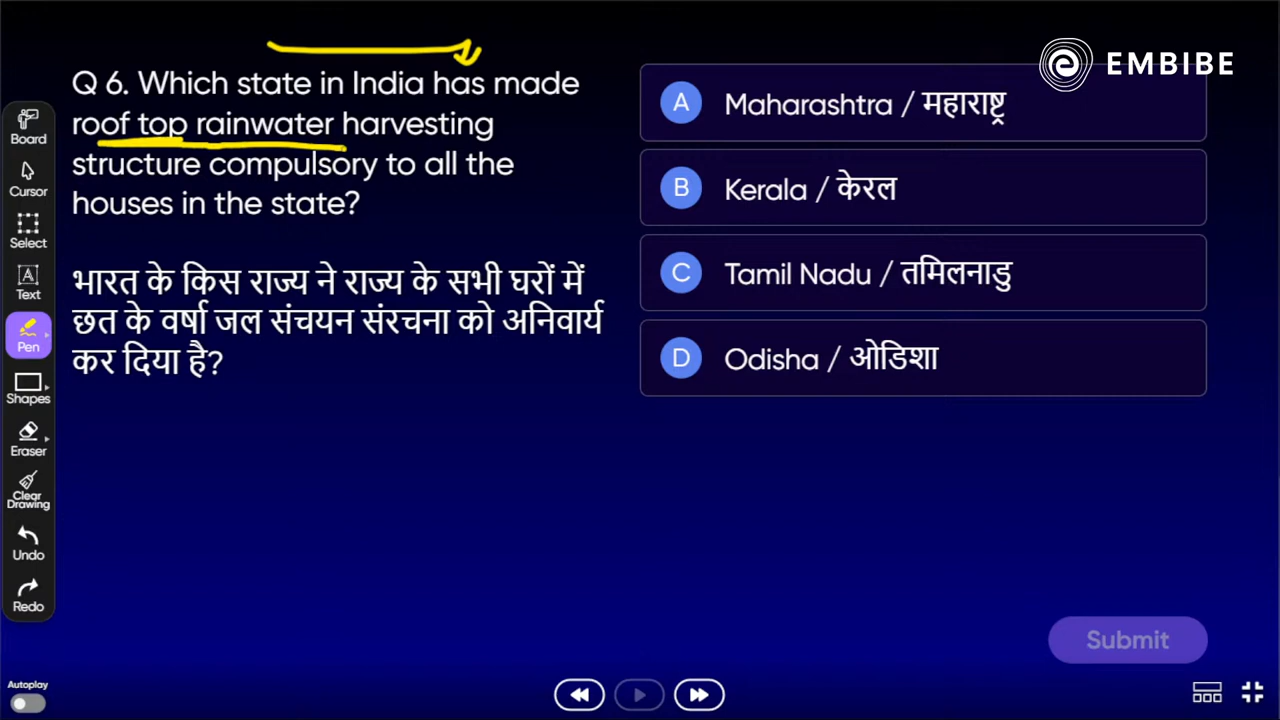 EMBIBE
Q 6. Which state in India has made
roof top rainwater harvesting
structure compulsory to all the
houses in the state?
भारत के किस राज्य ने राज्य के सभी घरों में
छत के वर्षा जल संचयन संरचना को अनिवार्य
कर दिया है?
A Maharashtra / महाराष्ट्र
B Kerala / केरल
C Tamil Nadu / तमिलनाडु
D Odisha / ओडिशा
Board
Cursor
Select
A
Text
Pen
Shapes
Eraser
Clear
Drawing
Undo
Redo
Autoplay
Submit